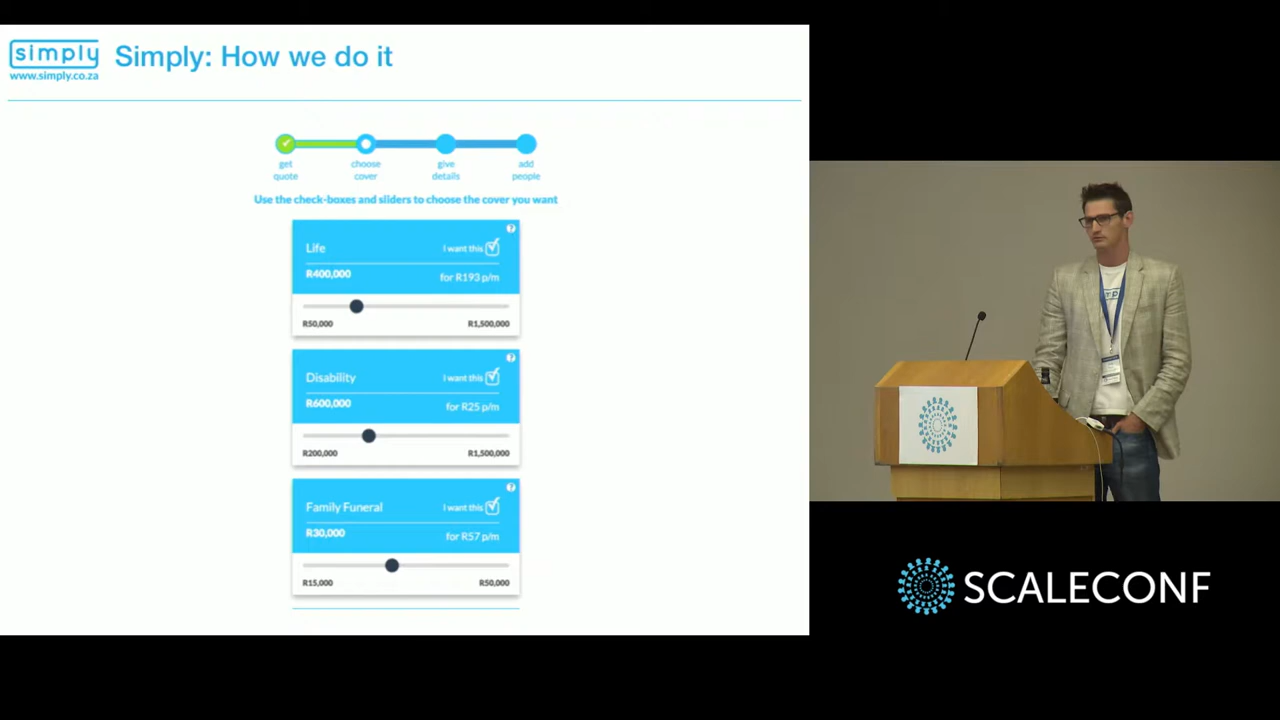 simply
www.simply.co.za
Simply: How we do it
get
quote
choose
cover
give
details
add
people
Use the check-boxes and sliders to choose the cover you want
?
Life
I want this
R400,000
for R193 p/m
R50,000
R1,500,000
?
Disability
I want this
R600,000
for R25 p/m
R200,000
R1,500,000
?
Family Funeral
I want this
R30,000
for R57 p/m
R15,000
R50,000
SCALECONF